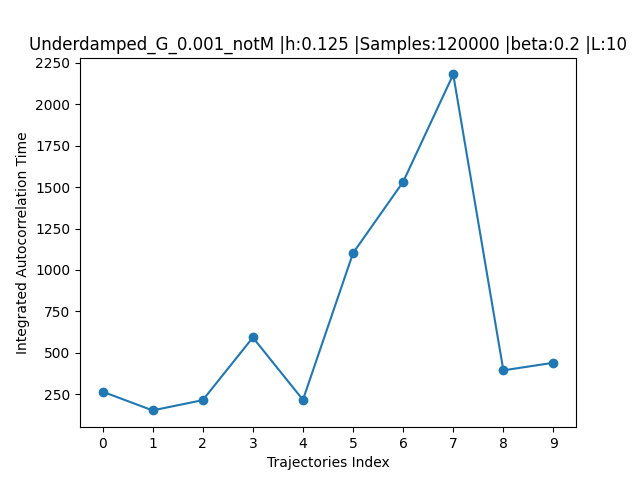 Underdamped_G_0.001_notM |h:0.125 |Samples:120000 |beta:0.2 |L:10
2250
2000
1750
1500
1250
1000
750
500
250
Integrated Autocorrelation Time
0 1 2 3 4 5 6 7 8 9
Trajectories Index